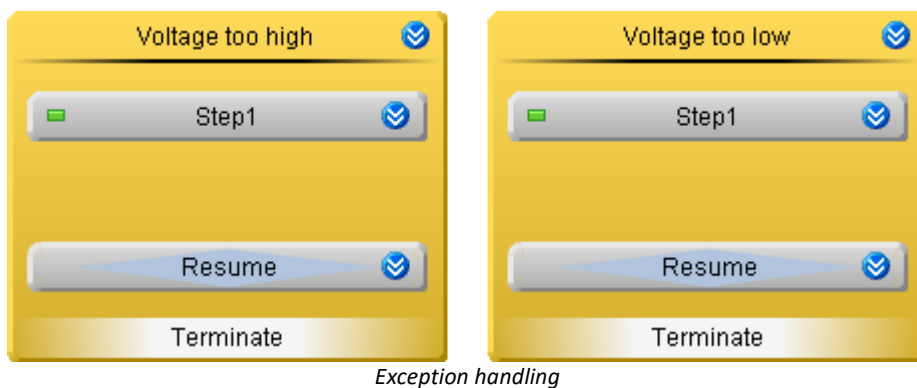 Voltage too high
Step1
Resume
Terminate
Voltage too low
Step1
Resume
Terminate
Exception handling